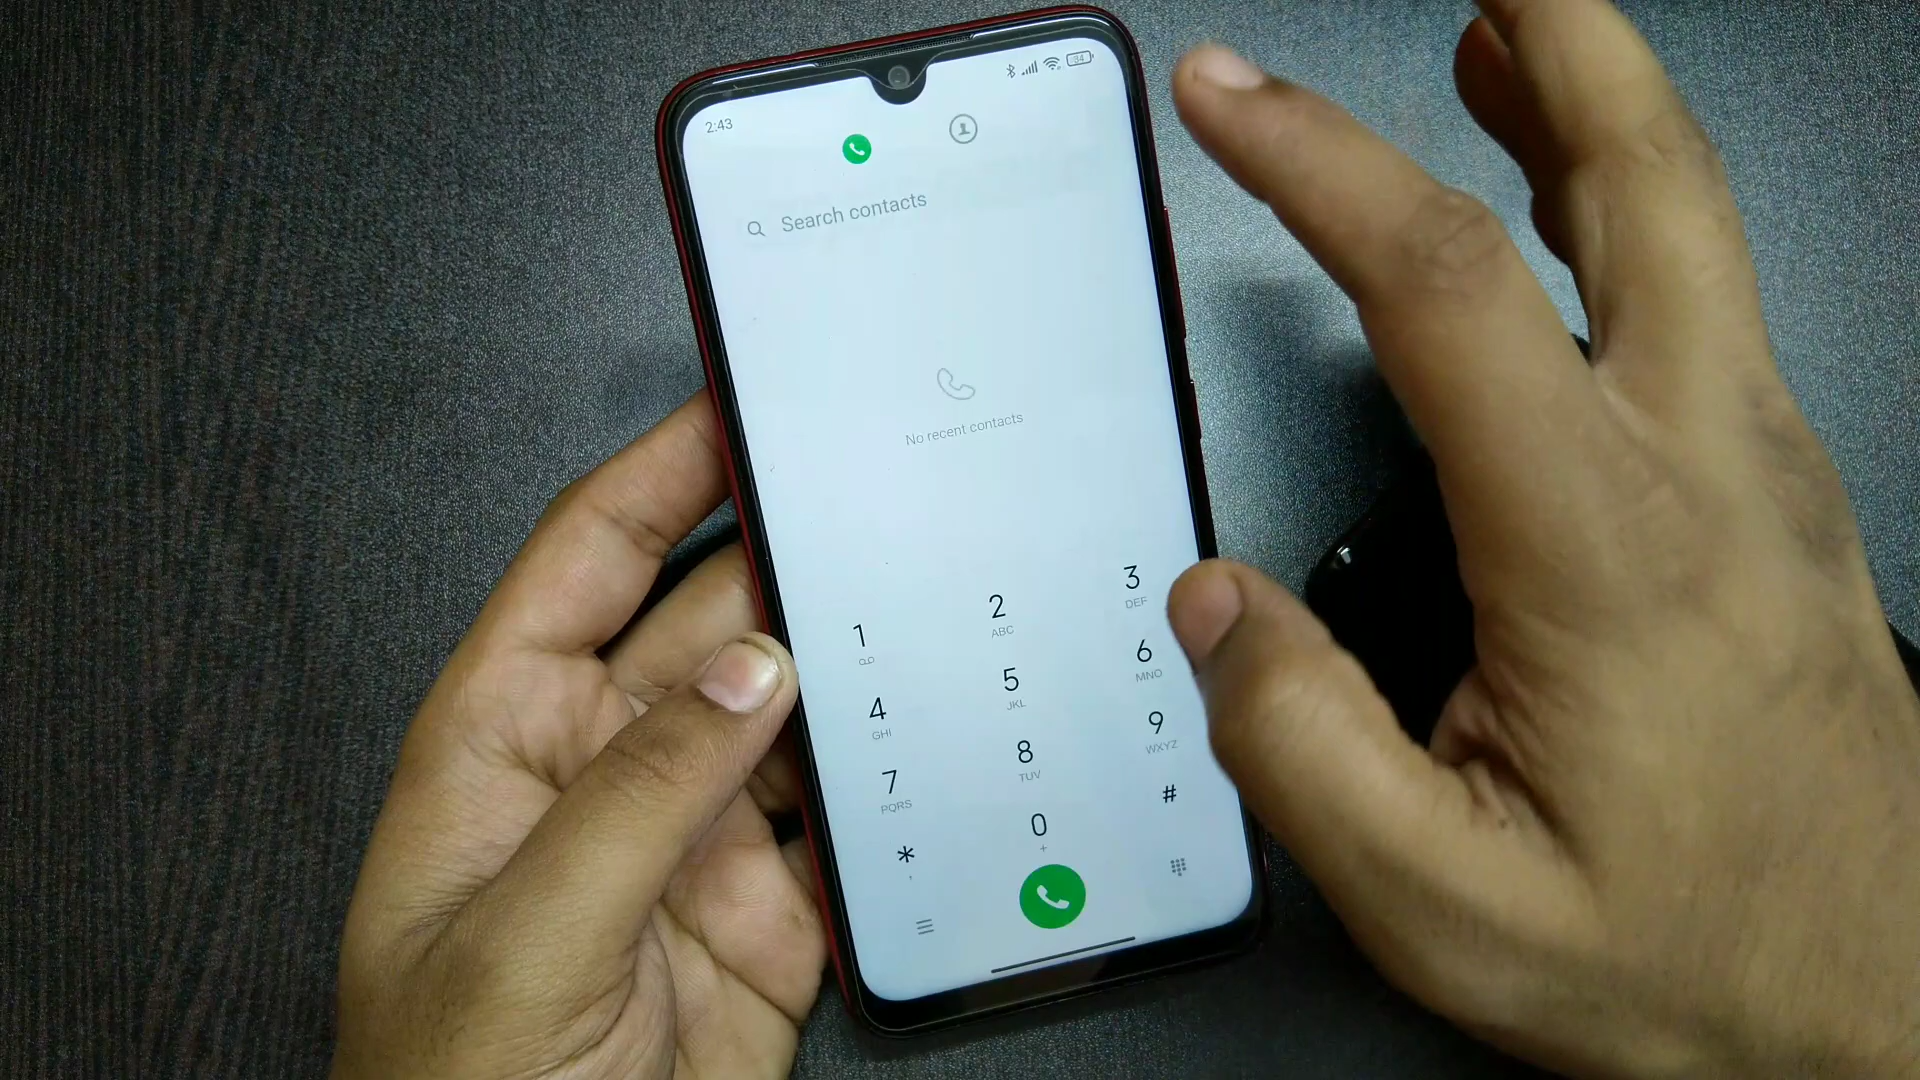 2:43
34
Search contacts
No recent contacts
1 2 3
ABC DEF
4 5 6
GHI JKL MNO
7 8 9
PQRS TUV WXYZ
* 0 #
, +